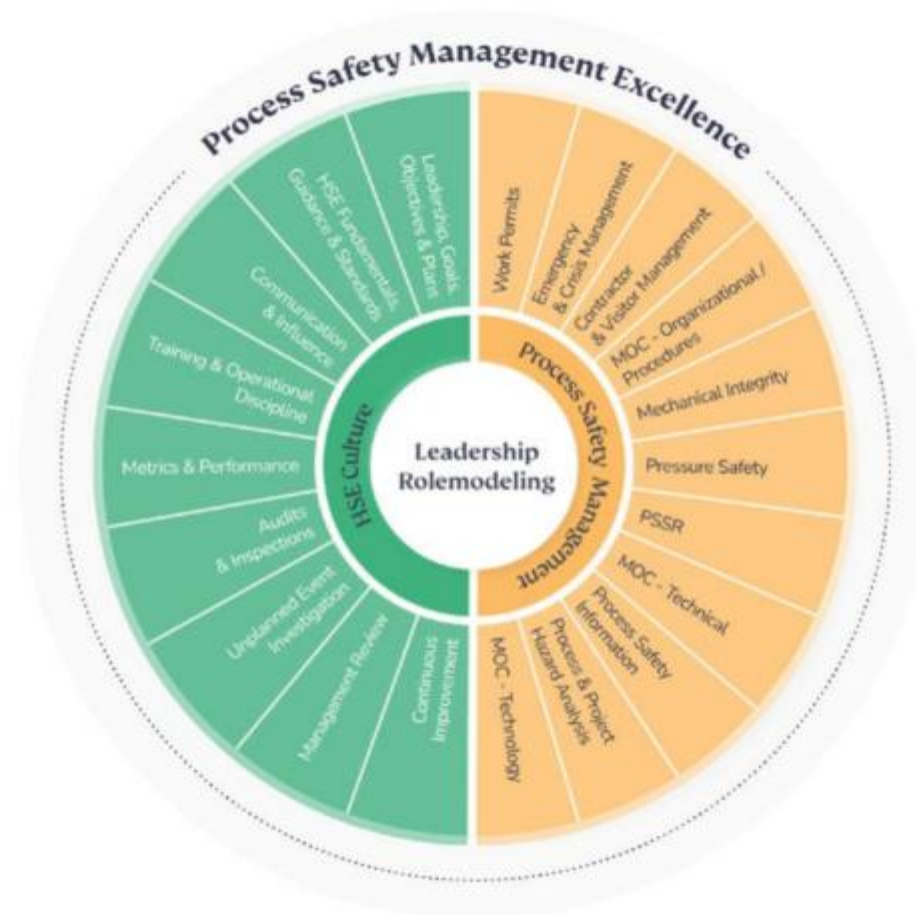 Process Safety Management Excellence
Leadership, Goals
Objectives & Plans
HSE Fundamentals,
Guidance & Standards
Communication
& Influence
Training & Operational
Discipline
Metrics & Performance
Audits
& Inspections
Unplanned Event
Investigation
Management Review
Continuous
Improvement
HSE Culture
Leadership
Rolemodeling
Process Safety Management
Work Permits
Emergency
& Crisis Management
Contractor
& Visitor Management
MOC - Organizational /
Procedures
Mechanical Integrity
Pressure Safety
PSSR
MOC - Technical
Process Safety
Information
Process & Project
Hazard Analysis
MOC - Technology